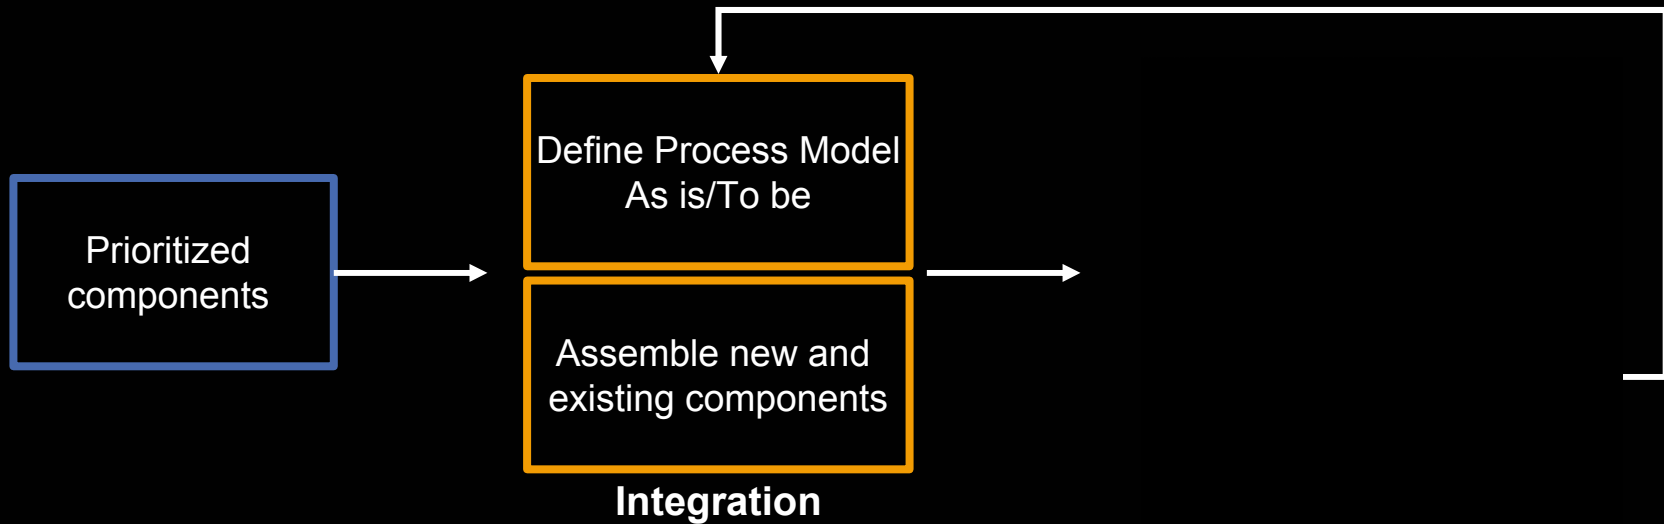 Define Process Model
As is/To be
Prioritized
components
Assemble new and
existing components
Integration